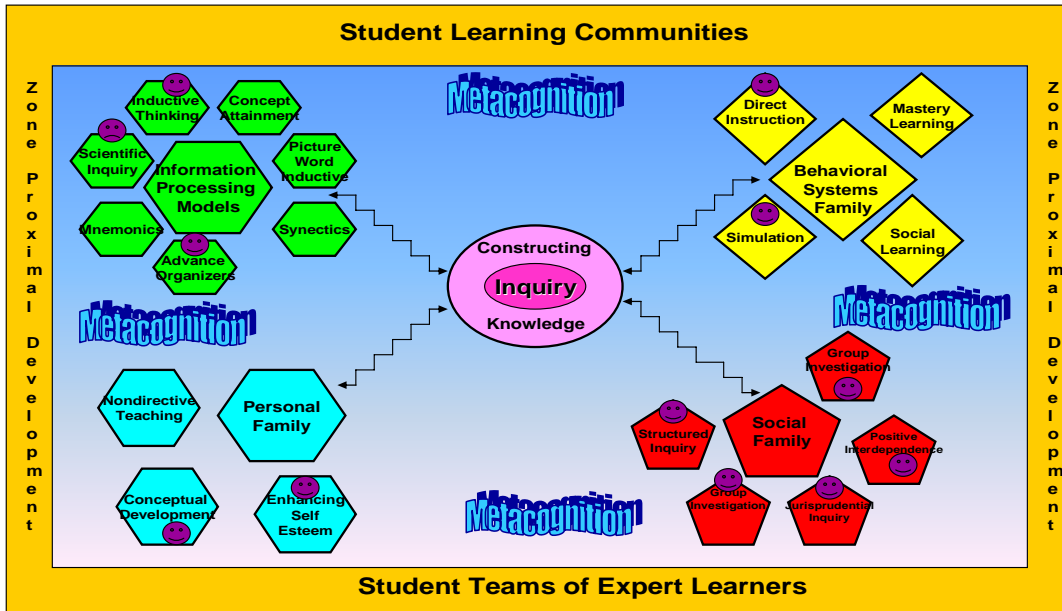 Student Learning Communities
Zone Proximal Development
Metacognition
Inductive
Thinking
Concept
Attainment
Scientific
Inquiry
Information
Processing
Models
Picture
Word
Inductive
Mnemonics
Synectics
Advance
Organizers
Direct
Instruction
Mastery
Learning
Behavioral
Systems
Family
Simulation
Social
Learning
Constructing
Inquiry
Knowledge
Metacognition
Metacognition
Nondirective
Teaching
Personal
Family
Conceptual
Development
Enhancing
Self
Esteem
Group
Investigation
Structured
Inquiry
Social
Family
Positive
Interdependence
Group
Investigation
Jurisprudential
Inquiry
Metacognition
Zone Proximal Development
Student Teams of Expert Learners